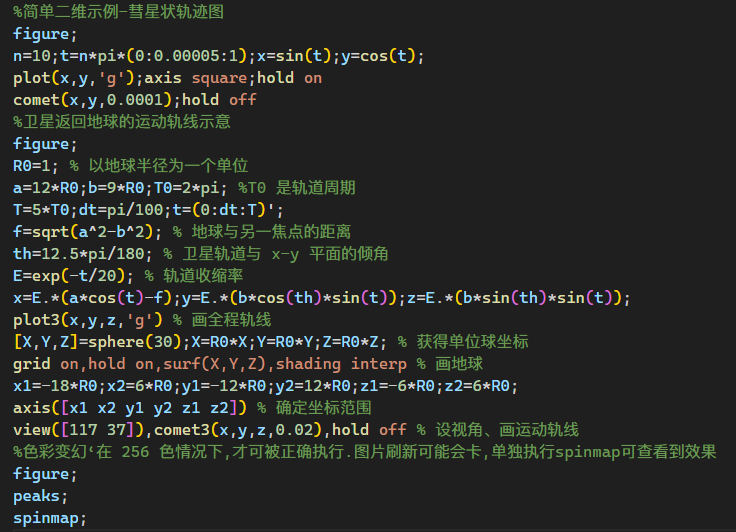 %简单二维示例-彗星状轨迹图
figure;
n=10;t=n*pi*(0:0.00005:1);x=sin(t);y=cos(t);
plot(x,y,'g');axis square;hold on
comet(x,y,0.0001);hold off
%卫星返回地球的运动轨线示意
figure;
R0=1; % 以地球半径为一个单位
a=12*R0;b=9*R0;T0=2*pi; %T0 是轨道周期
T=5*T0;dt=pi/100;t=(0:dt:T)';
f=sqrt(a^2-b^2); % 地球与另一焦点的距离
th=12.5*pi/180; % 卫星轨道与 x-y 平面的倾角
E=exp(-t/20); % 轨道收缩率
x=E.*(a*cos(t)-f);y=E.*(b*cos(th)*sin(t));z=E.*(b*sin(th)*sin(t));
plot3(x,y,z,'g') % 画全程轨线
[X,Y,Z]=sphere(30);X=R0*X;Y=R0*Y;Z=R0*Z; % 获得单位球坐标
grid on,hold on,surf(X,Y,Z),shading interp % 画地球
x1=-18*R0;x2=6*R0;y1=-12*R0;y2=12*R0;z1=-6*R0;z2=6*R0;
axis([x1 x2 y1 y2 z1 z2]) % 确定坐标范围
view([117 37]),comet3(x,y,z,0.02),hold off % 设视角、画运动轨线
%色彩变幻‘在 256 色情况下,才可被正确执行.图片刷新可能会卡,单独执行spinmap可查看到效果
figure;
peaks;
spinmap;